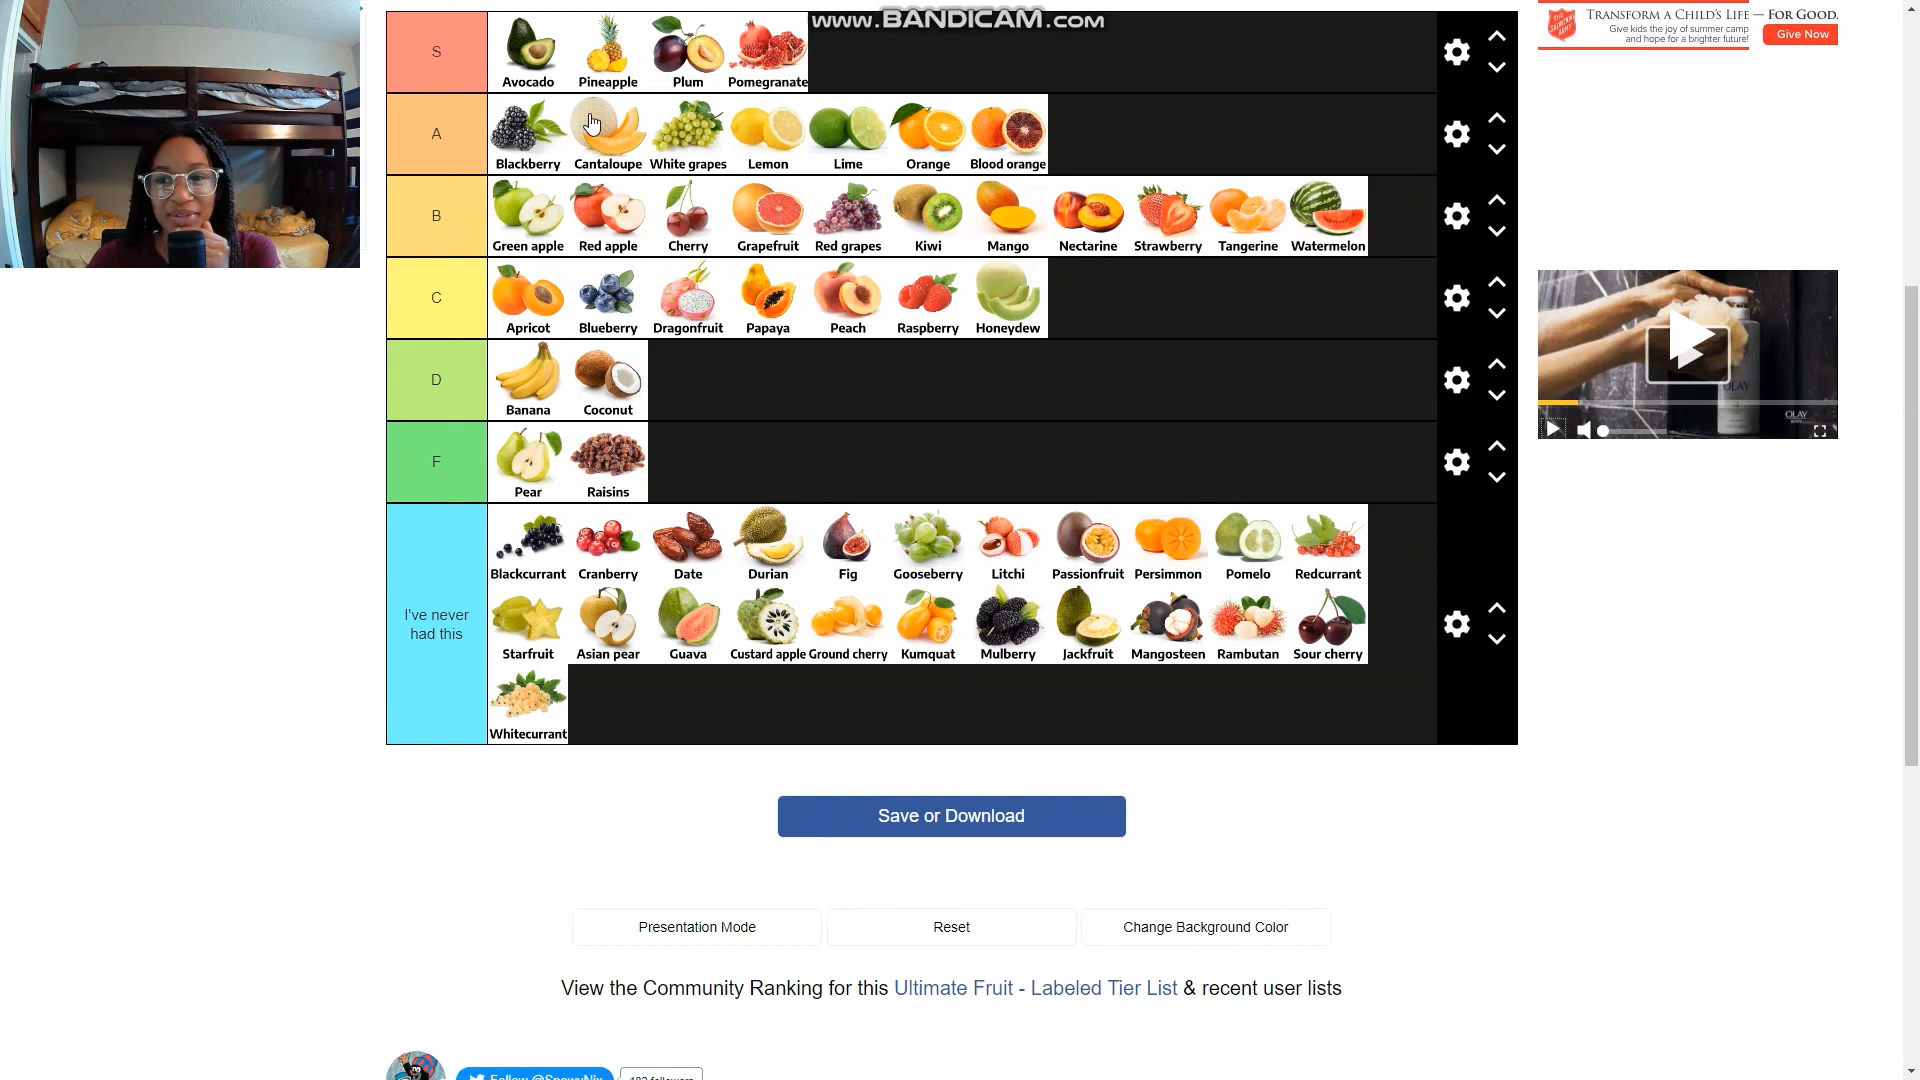 www.BANDICAM.com
S
Avocado Pineapple Plum Pomegranate
A
Blackberry Cantaloupe White grapes Lemon Lime Orange Blood orange
B
Green apple Red apple Cherry Grapefruit Red grapes Kiwi Mango Nectarine Strawberry Tangerine Watermelon
C
Apricot Blueberry Dragonfruit Papaya Peach Raspberry Honeydew
D
Banana Coconut
F
Pear Raisins
I've never
had this
Blackcurrant Cranberry Date Durian Fig Gooseberry Litchi Passionfruit Persimmon Pomelo Redcurrant
Starfruit Asian pear Guava Custard apple Ground cherry Kumquat Mulberry Jackfruit Mangosteen Rambutan Sour cherry
Whitecurrant
TRANSFORM A CHILD'S LIFE — FOR GOOD.
Give kids the joy of summer camp
and hope for a brighter future!
Give Now
OLAY
OLAY
Save or Download
Presentation Mode
Reset
Change Background Color
View the Community Ranking for this Ultimate Fruit - Labeled Tier List & recent user lists
Follow @SnowyNix